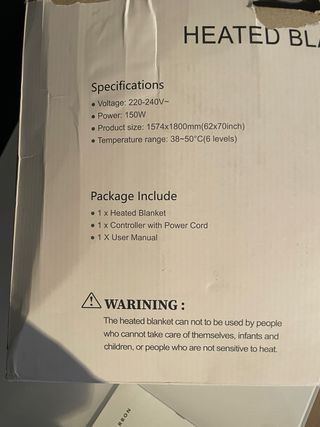 HEATED BL
Specifications
• Voltage: 220-240V~
• Power: 150W
• Product size: 1574x1800mm(62x70inch)
• Temperature range: 38~50°C(6 levels)
Package Include
• 1 x Heated Blanket
• 1 x Controller with Power Cord
• 1 X User Manual
WARINING :
The heated blanket can not to be used by people
who cannot take care of themselves, infants and
children, or people who are not sensitive to heat.